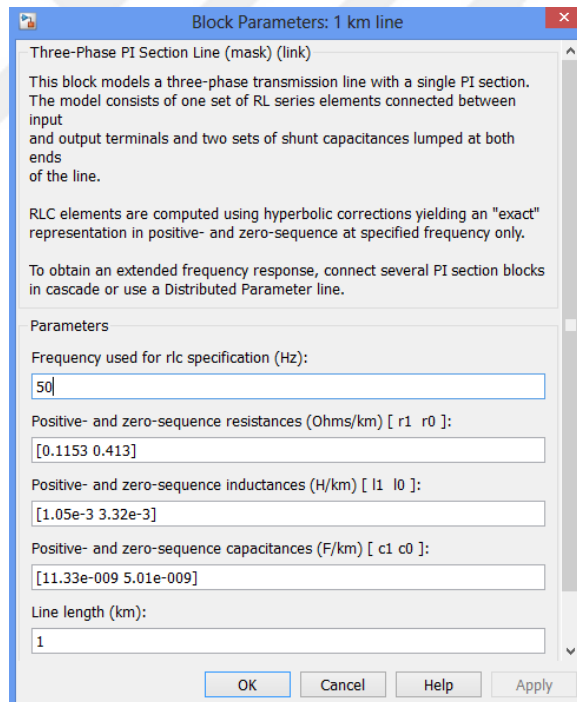 Block Parameters: 1 km line
Three-Phase PI Section Line (mask) (link)
This block models a three-phase transmission line with a single PI section.
The model consists of one set of RL series elements connected between
input
and output terminals and two sets of shunt capacitances lumped at both
ends
of the line.
RLC elements are computed using hyperbolic corrections yielding an "exact"
representation in positive- and zero-sequence at specified frequency only.
To obtain an extended frequency response, connect several PI section blocks
in cascade or use a Distributed Parameter line.
Parameters
Frequency used for rlc specification (Hz):
50
Positive- and zero-sequence resistances (Ohms/km) [ r1  r0 ]:
[0.1153 0.413]
Positive- and zero-sequence inductances (H/km) [ l1  l0 ]:
[1.05e-3 3.32e-3]
Positive- and zero-sequence capacitances (F/km) [ c1 c0 ]:
[11.33e-009 5.01e-009]
Line length (km):
1
OK Cancel Help Apply